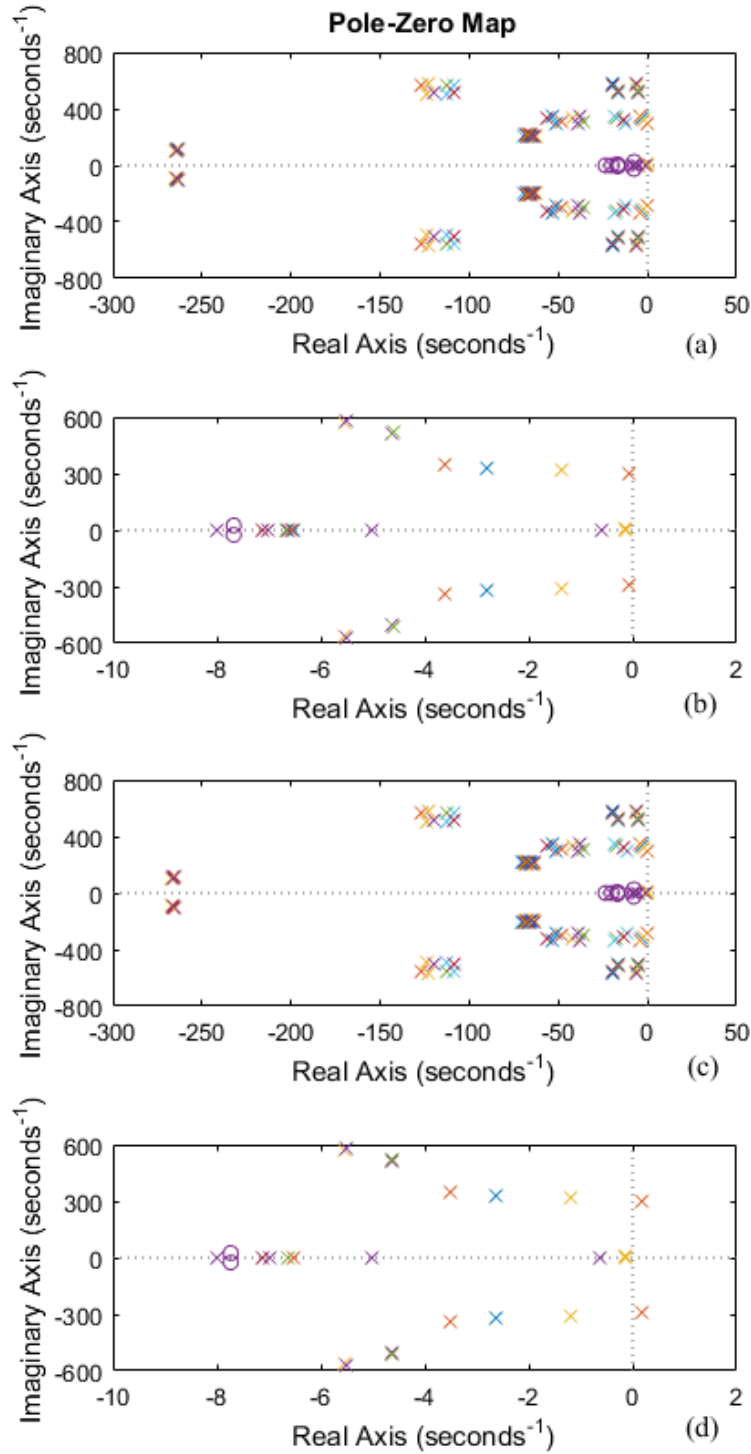 Pole-Zero Map
Imaginary Axis (seconds⁻¹)
800
400
0
-400
-800
-300 -250 -200 -150 -100 -50 0 50
Real Axis (seconds⁻¹)
(a)
Imaginary Axis (seconds⁻¹)
600
300
0
-300
-600
-10 -8 -6 -4 -2 0 2
Real Axis (seconds⁻¹)
(b)
Imaginary Axis (seconds⁻¹)
800
400
0
-400
-800
-300 -250 -200 -150 -100 -50 0 50
Real Axis (seconds⁻¹)
(c)
Imaginary Axis (seconds⁻¹)
600
300
0
-300
-600
-10 -8 -6 -4 -2 0 2
Real Axis (seconds⁻¹)
(d)